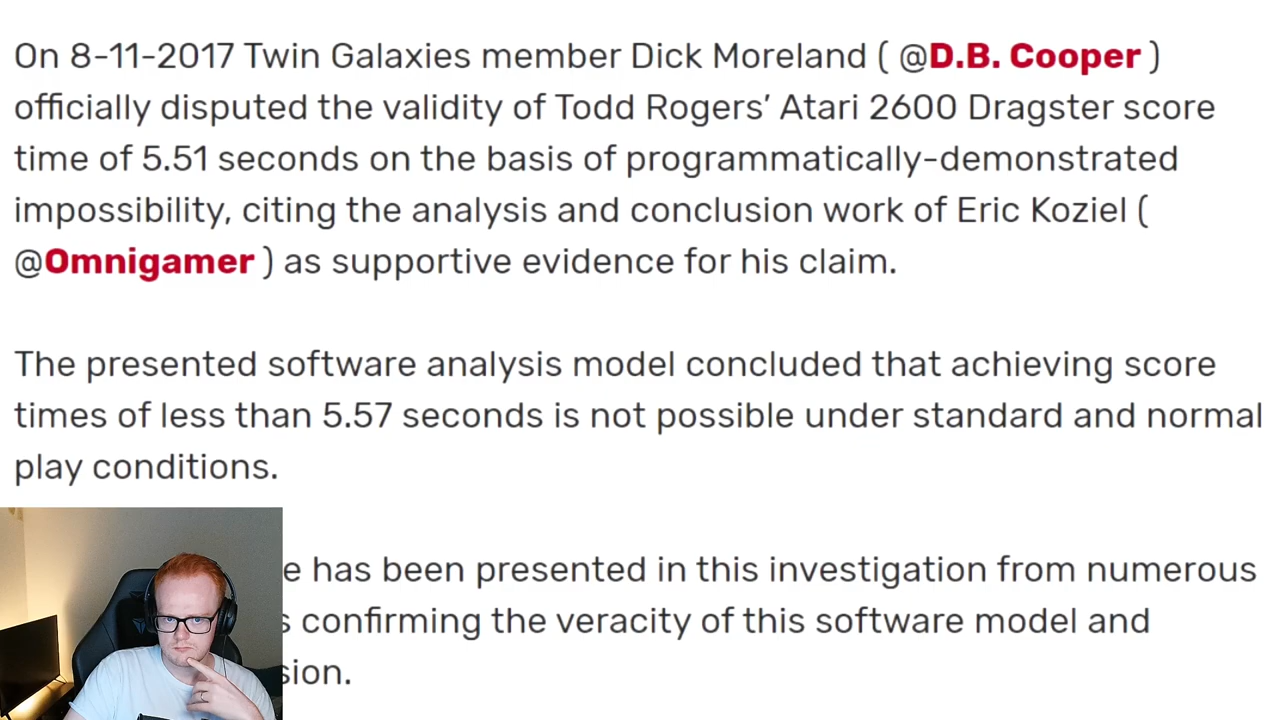 On 8-11-2017 Twin Galaxies member Dick Moreland ( @D.B. Cooper )
officially disputed the validity of Todd Rogers’ Atari 2600 Dragster score
time of 5.51 seconds on the basis of programmatically-demonstrated
impossibility, citing the analysis and conclusion work of Eric Koziel (
@Omnigamer ) as supportive evidence for his claim.
The presented software analysis model concluded that achieving score
times of less than 5.57 seconds is not possible under standard and normal
play conditions.
has been presented in this investigation from numerous
confirming the veracity of this software model and